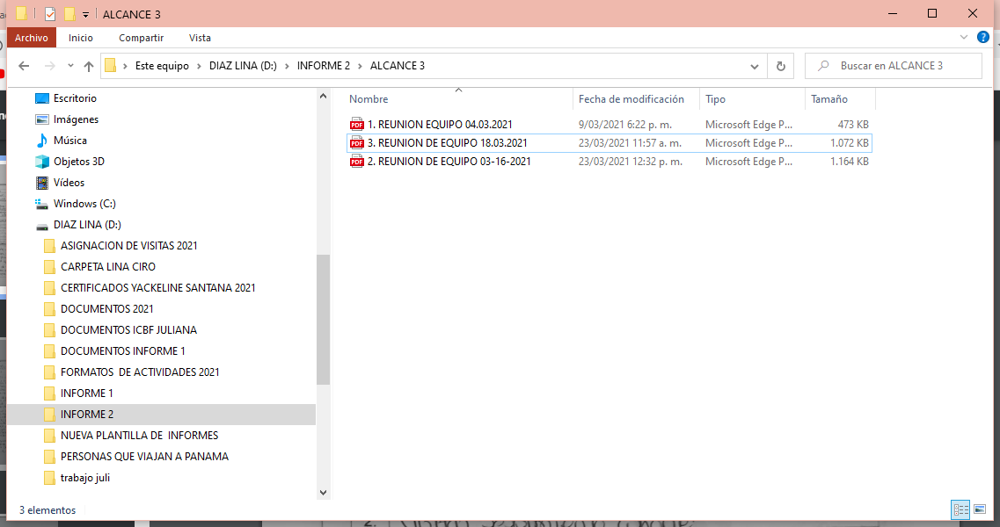 ALCANCE 3
Archivo Inicio Compartir Vista
Este equipo > DIAZ LINA (D:) > INFORME 2 > ALCANCE 3
Buscar en ALCANCE 3
Escritorio
Imágenes
Música
Objetos 3D
Vídeos
Windows (C:)
DIAZ LINA (D:)
ASIGNACION DE VISITAS 2021
CARPETA LINA CIRO
CERTIFICADOS YACKELINE SANTANA 2021
DOCUMENTOS 2021
DOCUMENTOS ICBF JULIANA
DOCUMENTOS INFORME 1
FORMATOS  DE ACTIVIDADES 2021
INFORME 1
INFORME 2
NUEVA PLANTILLA DE  INFORMES
PERSONAS QUE VIAJAN A PANAMA
trabajo juli
Nombre Fecha de modificación Tipo Tamaño
PDF 1. REUNION EQUIPO 04.03.2021 9/03/2021 6:22 p. m. Microsoft Edge P... 473 KB
PDF 3. REUNION DE EQUIPO 18.03.2021 23/03/2021 11:57 a. m. Microsoft Edge P... 1.072 KB
PDF 2. REUNION DE EQUIPO 03-16-2021 23/03/2021 12:32 p. m. Microsoft Edge P... 1.164 KB
3 elementos